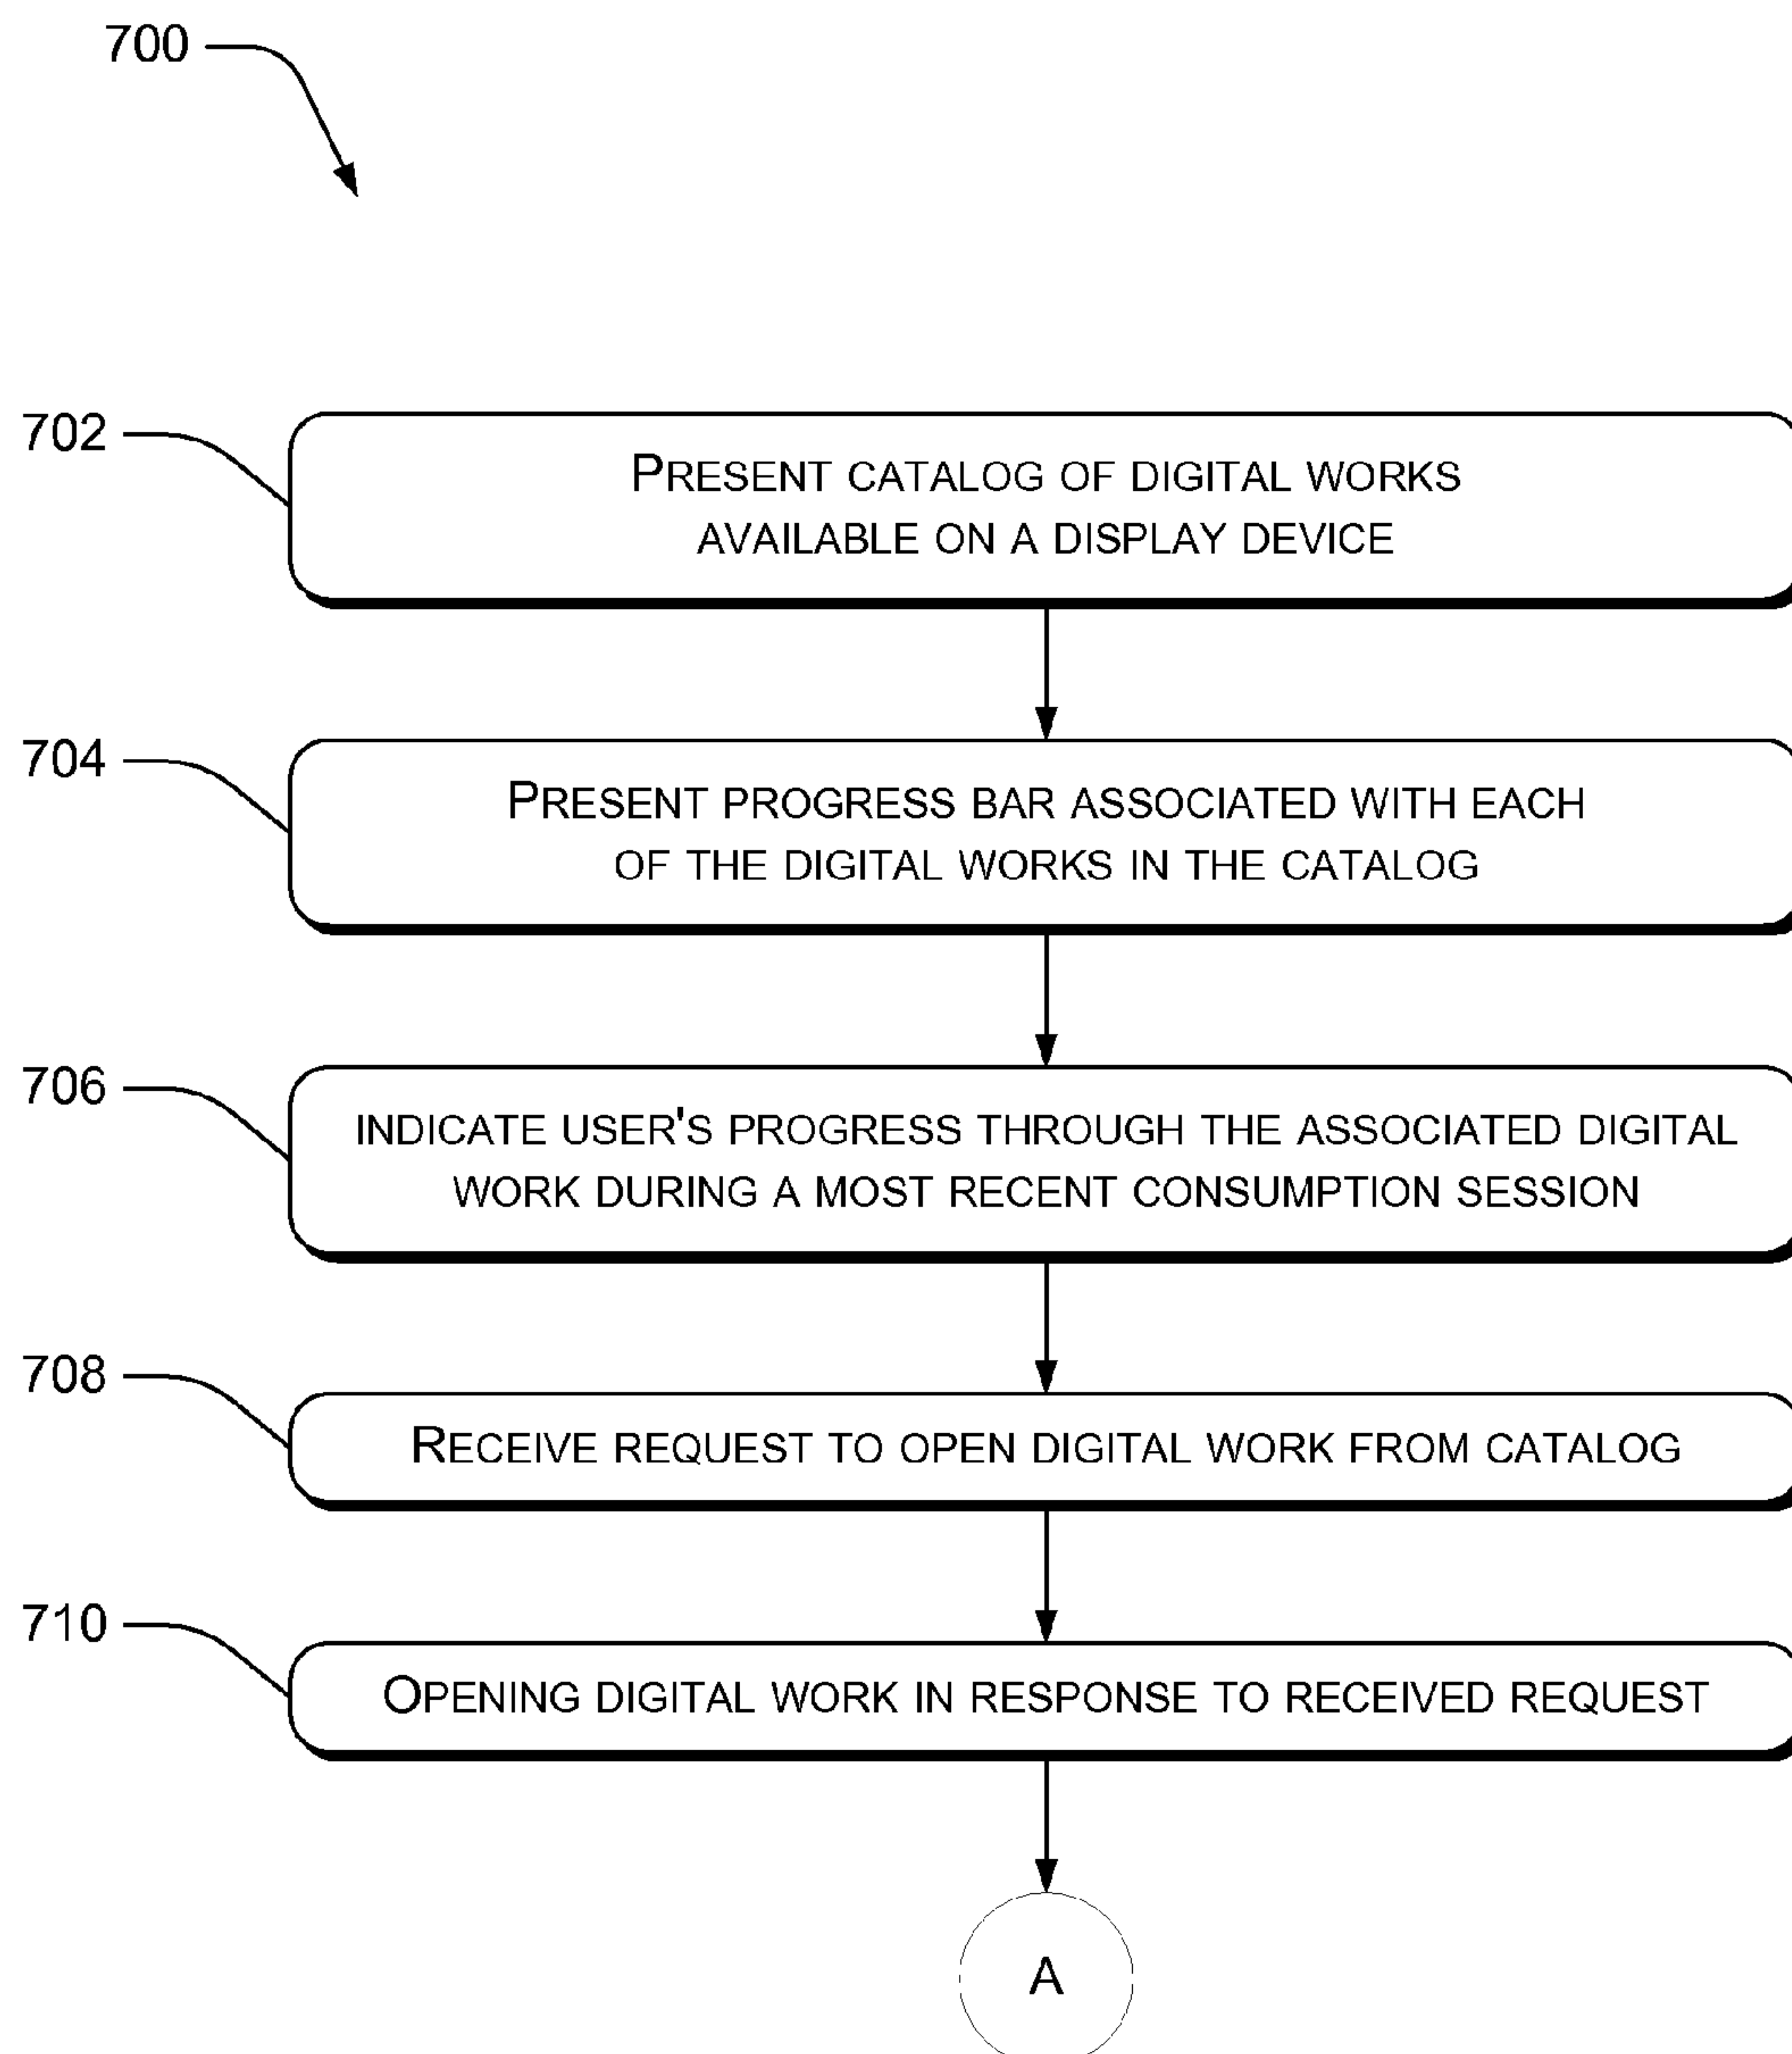 700
702
PRESENT CATALOG OF DIGITAL WORKS
AVAILABLE ON A DISPLAY DEVICE
704
PRESENT PROGRESS BAR ASSOCIATED WITH EACH
OF THE DIGITAL WORKS IN THE CATALOG
706
INDICATE USER'S PROGRESS THROUGH THE ASSOCIATED DIGITAL
WORK DURING A MOST RECENT CONSUMPTION SESSION
708
RECEIVE REQUEST TO OPEN DIGITAL WORK FROM CATALOG
710
OPENING DIGITAL WORK IN RESPONSE TO RECEIVED REQUEST
A